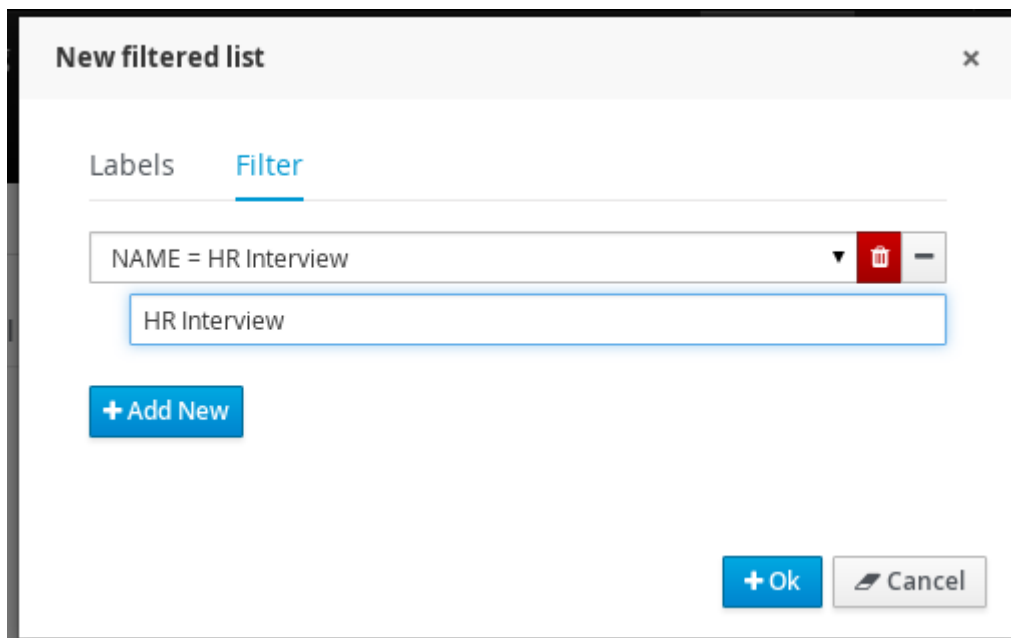 New filtered list ×
Labels Filter
NAME = HR Interview
HR Interview
+ Add New
+ Ok Cancel